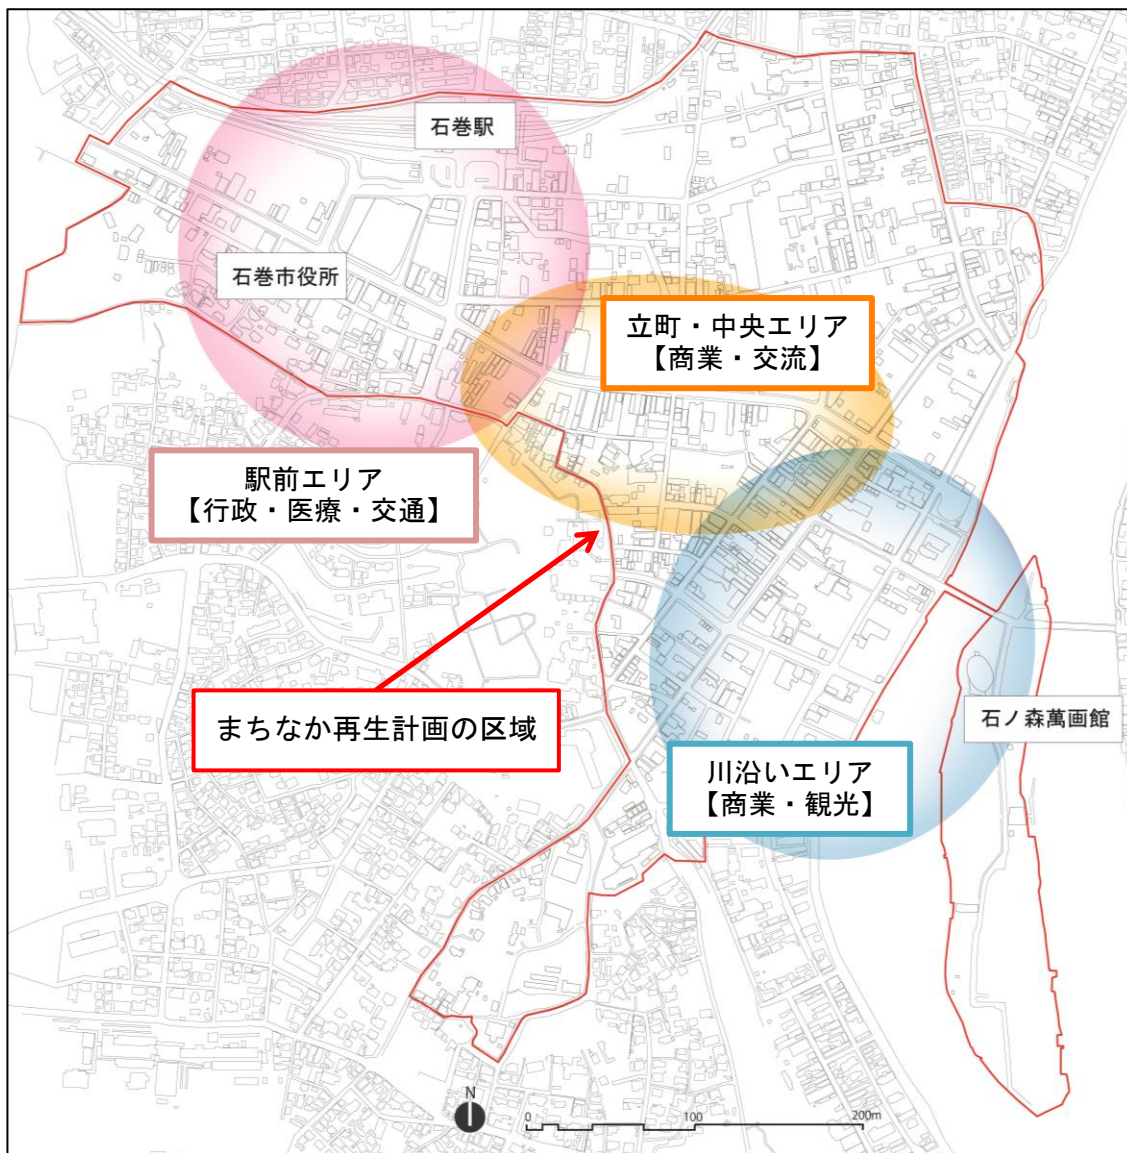 石巻駅
石巻市役所
立町・中央エリア
【商業・交流】
駅前エリア
【行政・医療・交通】
まちなか再生計画の区域
石ノ森萬画館
川沿いエリア
【商業・観光】
N
0
100
200m